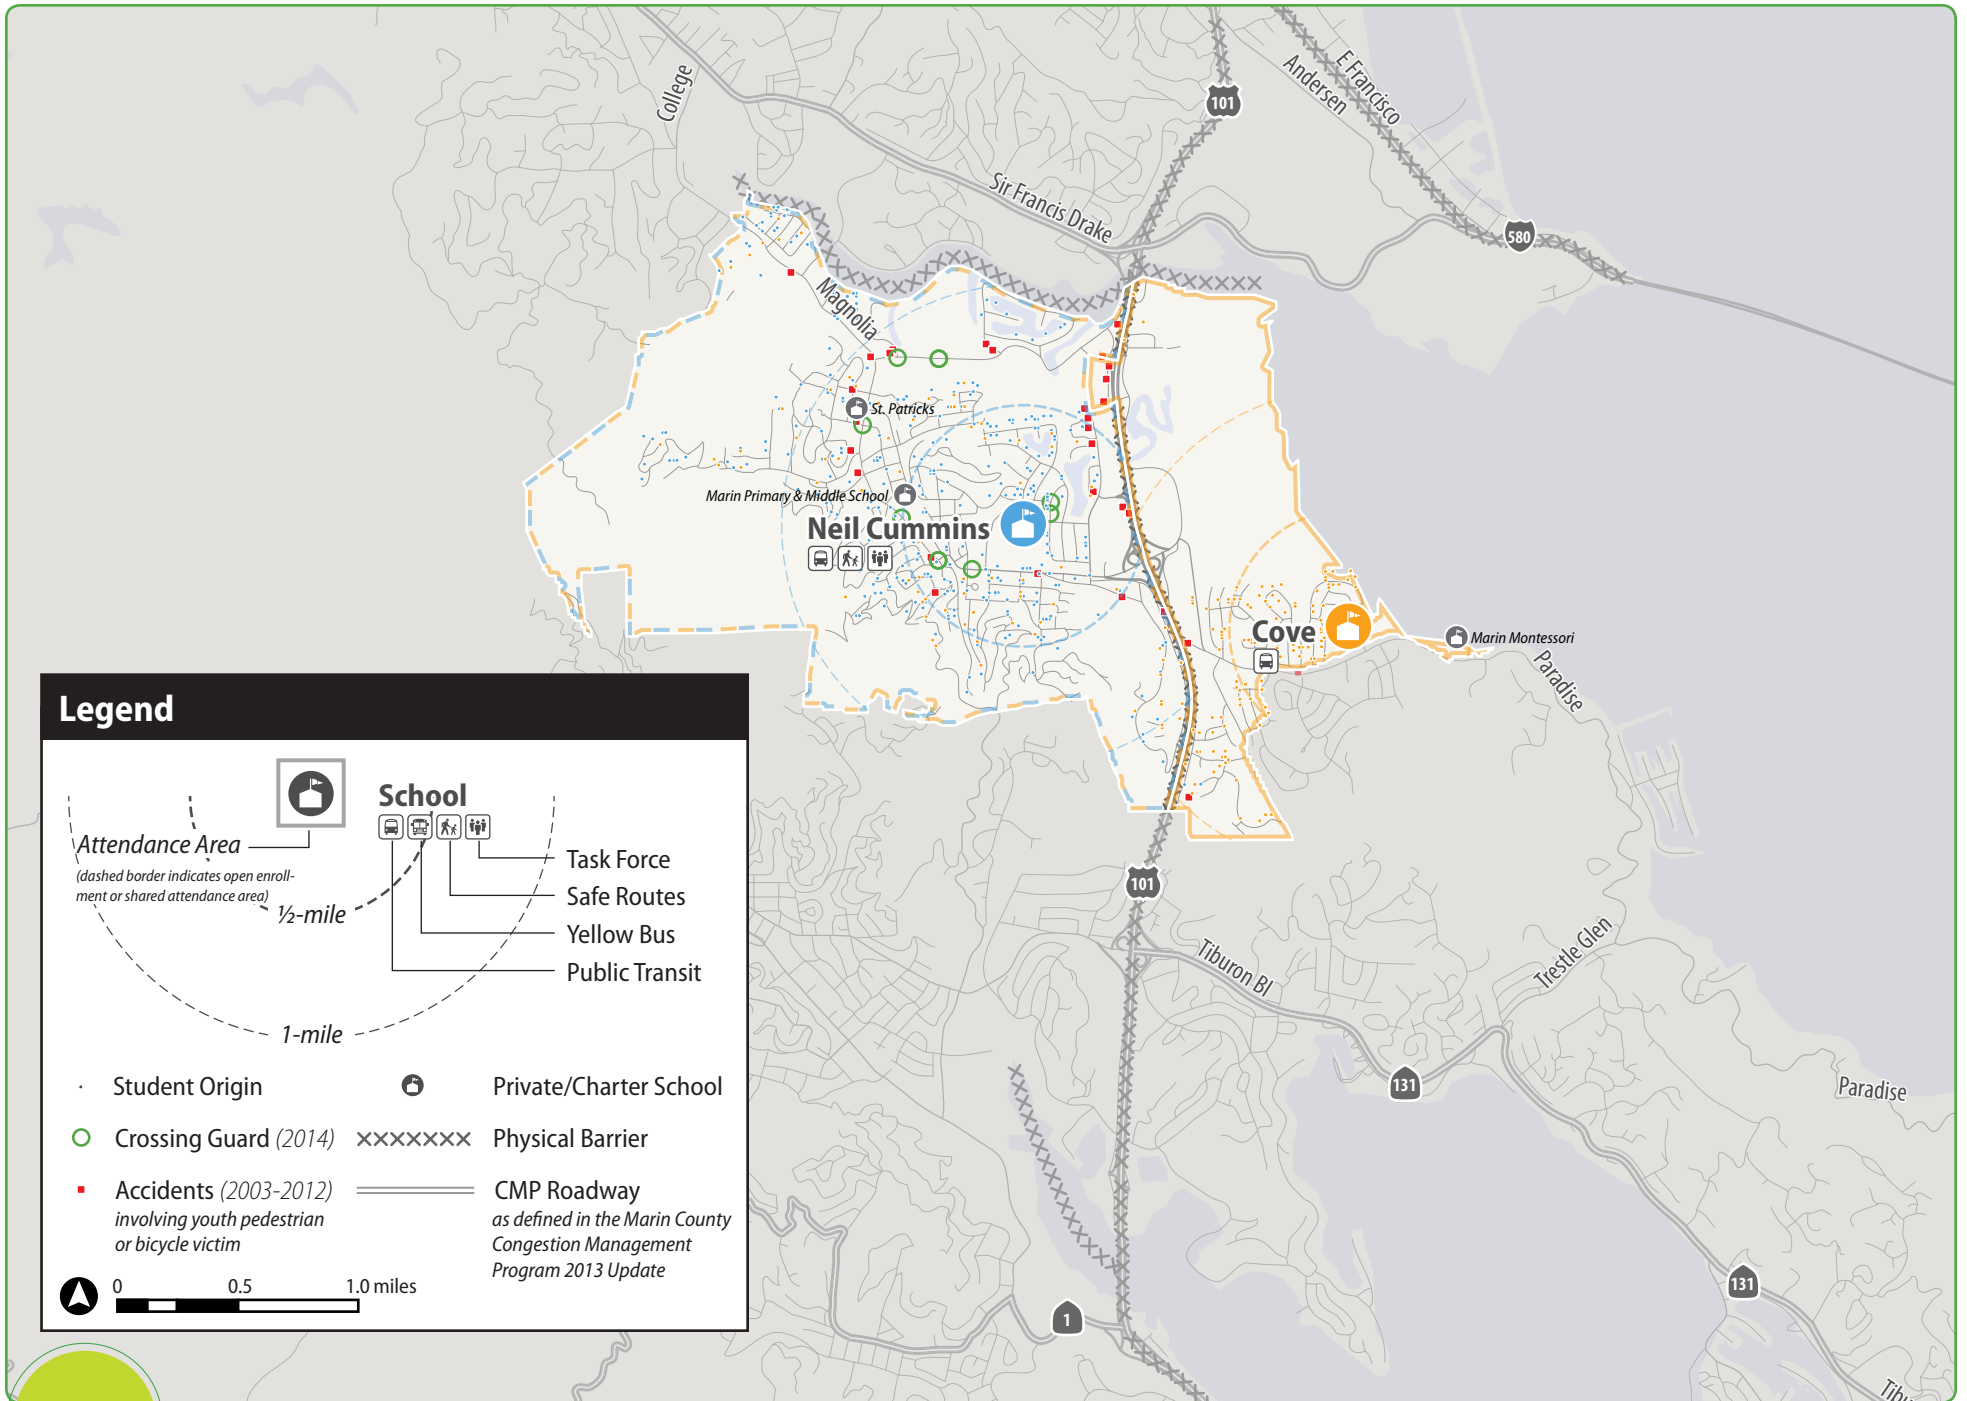 College
101
Andersen
E Francisco
Sir Francis Drake
580
Magnolia
St. Patricks
Marin Primary & Middle School
Neil Cummins
Cove
Marin Montessori
Paradise
101
Tiburon Bl
Trestle Glen
131
Paradise
131
1
Legend
School
Attendance Area
(dashed border indicates open enroll-
ment or shared attendance area)
½-mile
1-mile
Task Force
Safe Routes
Yellow Bus
Public Transit
Student Origin
Private/Charter School
Crossing Guard (2014)
Physical Barrier
Accidents (2003-2012)
involving youth pedestrian
or bicycle victim
CMP Roadway
as defined in the Marin County
Congestion Management
Program 2013 Update
0 0.5 1.0 miles